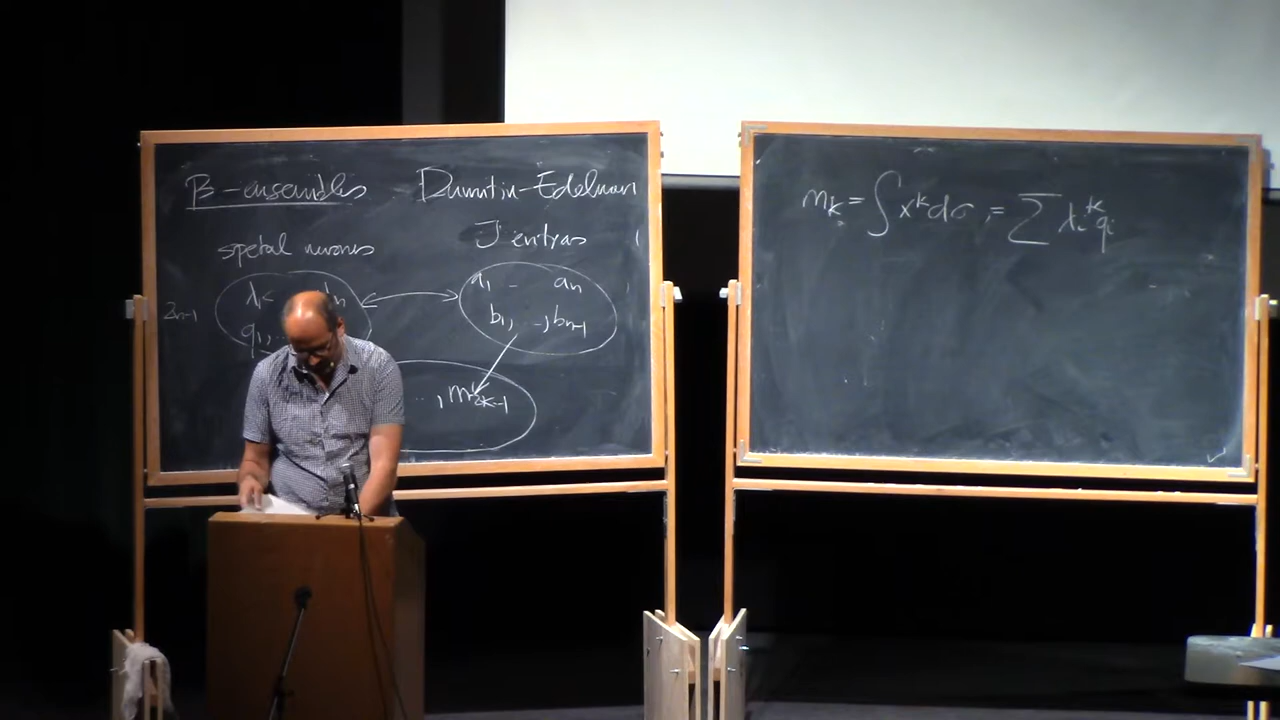 β-ensembles Dumitriu-Edelman
spectral measures J entries
λ₁< λn
a₁ .. an
2n-1
q₁, ..
b₁, .., bn-1
.. , m2k-1
mk = ∫ x^k dσ, = ∑ λi^k qi